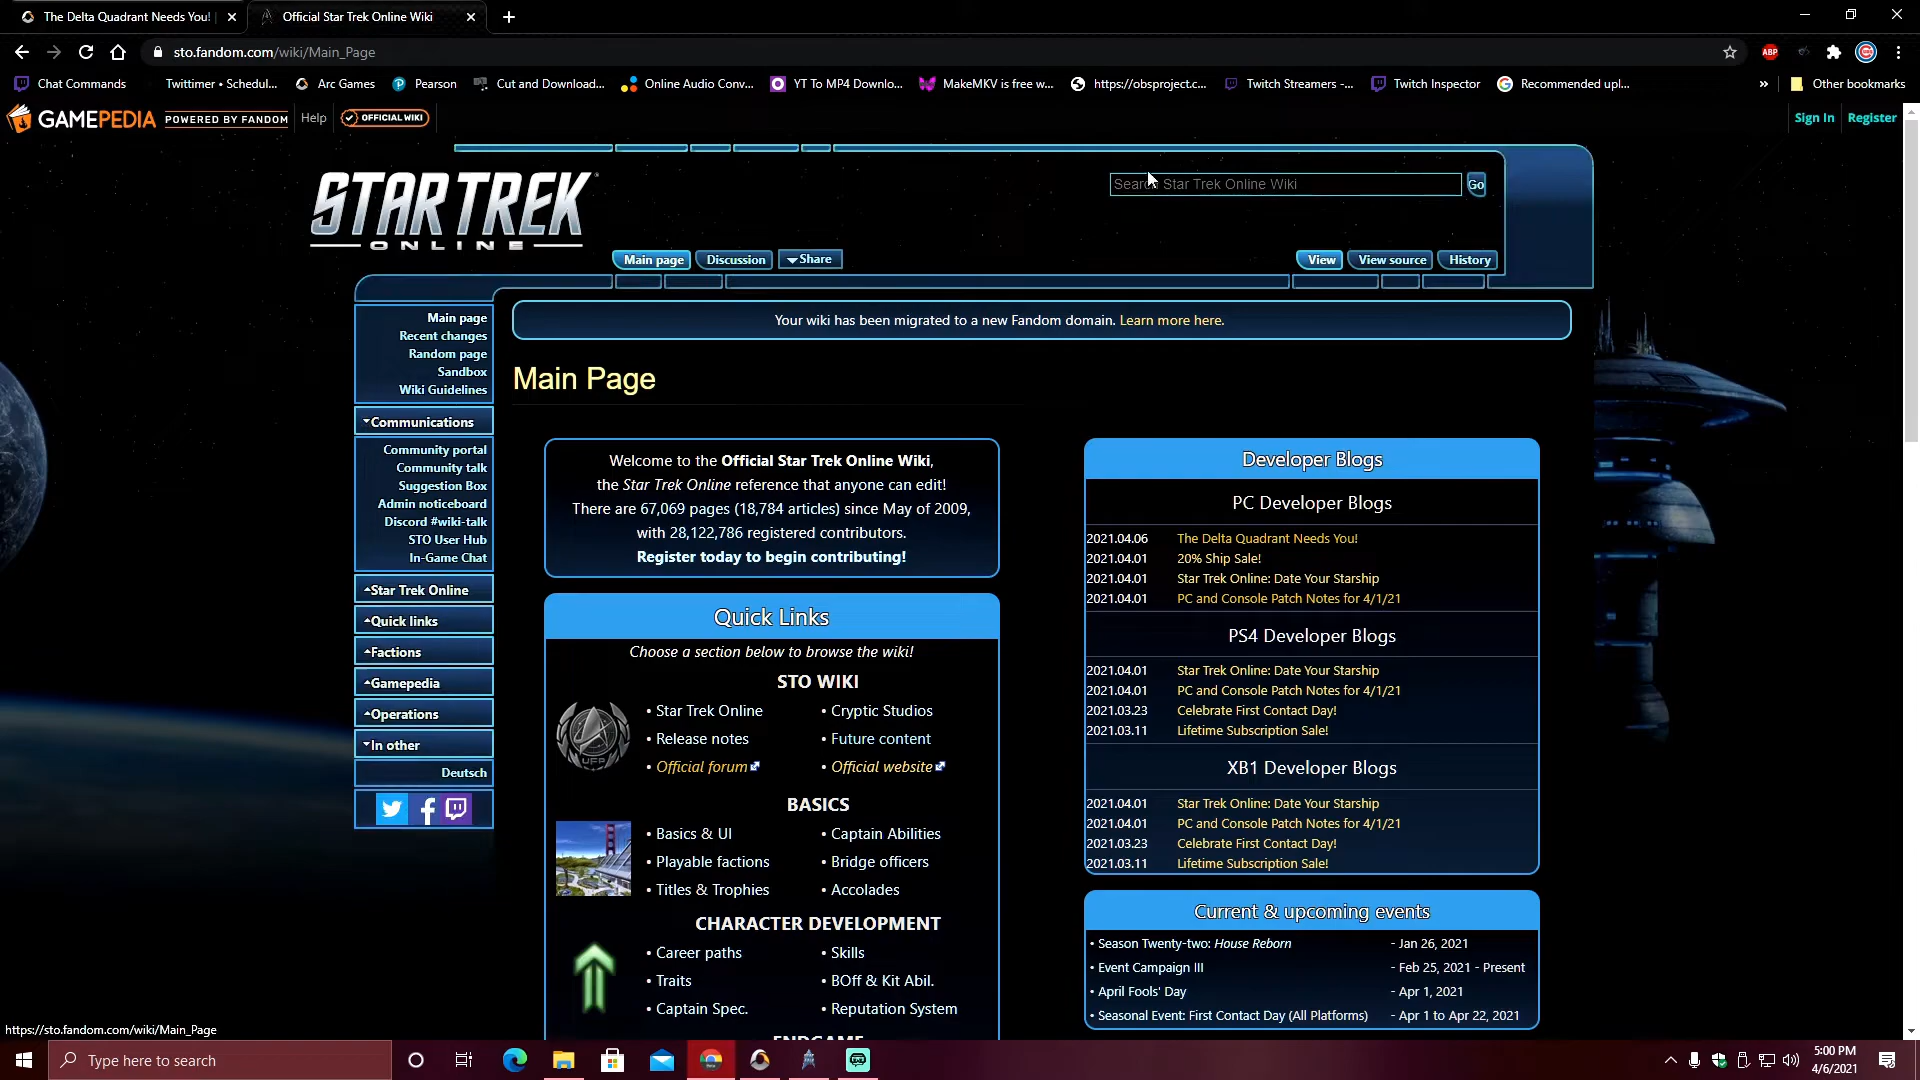 The Delta Quadrant Needs You! |
Official Star Trek Online Wiki
sto.fandom.com/wiki/Main_Page
ABP
Chat Commands
Twittimer • Schedul...
Arc Games
Pearson
Cut and Download...
Online Audio Conv...
YT To MP4 Downlo...
MakeMKV is free w...
https://obsproject.c...
Twitch Streamers -...
Twitch Inspector
Recommended upl...
»
Other bookmarks
GAMEPEDIA POWERED BY FANDOM
Help
OFFICIAL WIKI
Sign In
Register
STAR TREK
ONLINE
Search Star Trek Online Wiki
Go
Main page
Discussion
Share
View
View source
History
Main page
Recent changes
Random page
Sandbox
Wiki Guidelines
Communications
Community portal
Community talk
Suggestion Box
Admin noticeboard
Discord #wiki-talk
STO User Hub
In-Game Chat
Star Trek Online
Quick links
Factions
Gamepedia
Operations
In other
Deutsch
Your wiki has been migrated to a new Fandom domain. Learn more here.
Main Page
Welcome to the Official Star Trek Online Wiki,
the Star Trek Online reference that anyone can edit!
There are 67,069 pages (18,784 articles) since May of 2009,
with 28,122,786 registered contributors.
Register today to begin contributing!
Quick Links
Choose a section below to browse the wiki!
STO WIKI
UFP
• Star Trek Online • Cryptic Studios
• Release notes • Future content
• Official forum • Official website
BASICS
• Basics & UI • Captain Abilities
• Playable factions • Bridge officers
• Titles & Trophies • Accolades
CHARACTER DEVELOPMENT
• Career paths • Skills
• Traits • BOff & Kit Abil.
• Captain Spec. • Reputation System
ENDGAME
Developer Blogs
PC Developer Blogs
2021.04.06 The Delta Quadrant Needs You!
2021.04.01 20% Ship Sale!
2021.04.01 Star Trek Online: Date Your Starship
2021.04.01 PC and Console Patch Notes for 4/1/21
PS4 Developer Blogs
2021.04.01 Star Trek Online: Date Your Starship
2021.04.01 PC and Console Patch Notes for 4/1/21
2021.03.23 Celebrate First Contact Day!
2021.03.11 Lifetime Subscription Sale!
XB1 Developer Blogs
2021.04.01 Star Trek Online: Date Your Starship
2021.04.01 PC and Console Patch Notes for 4/1/21
2021.03.23 Celebrate First Contact Day!
2021.03.11 Lifetime Subscription Sale!
Current & upcoming events
• Season Twenty-two: House Reborn - Jan 26, 2021
• Event Campaign III - Feb 25, 2021 - Present
• April Fools' Day - Apr 1, 2021
• Seasonal Event: First Contact Day (All Platforms) - Apr 1 to Apr 22, 2021
https://sto.fandom.com/wiki/Main_Page
Type here to search
5:00 PM
4/6/2021